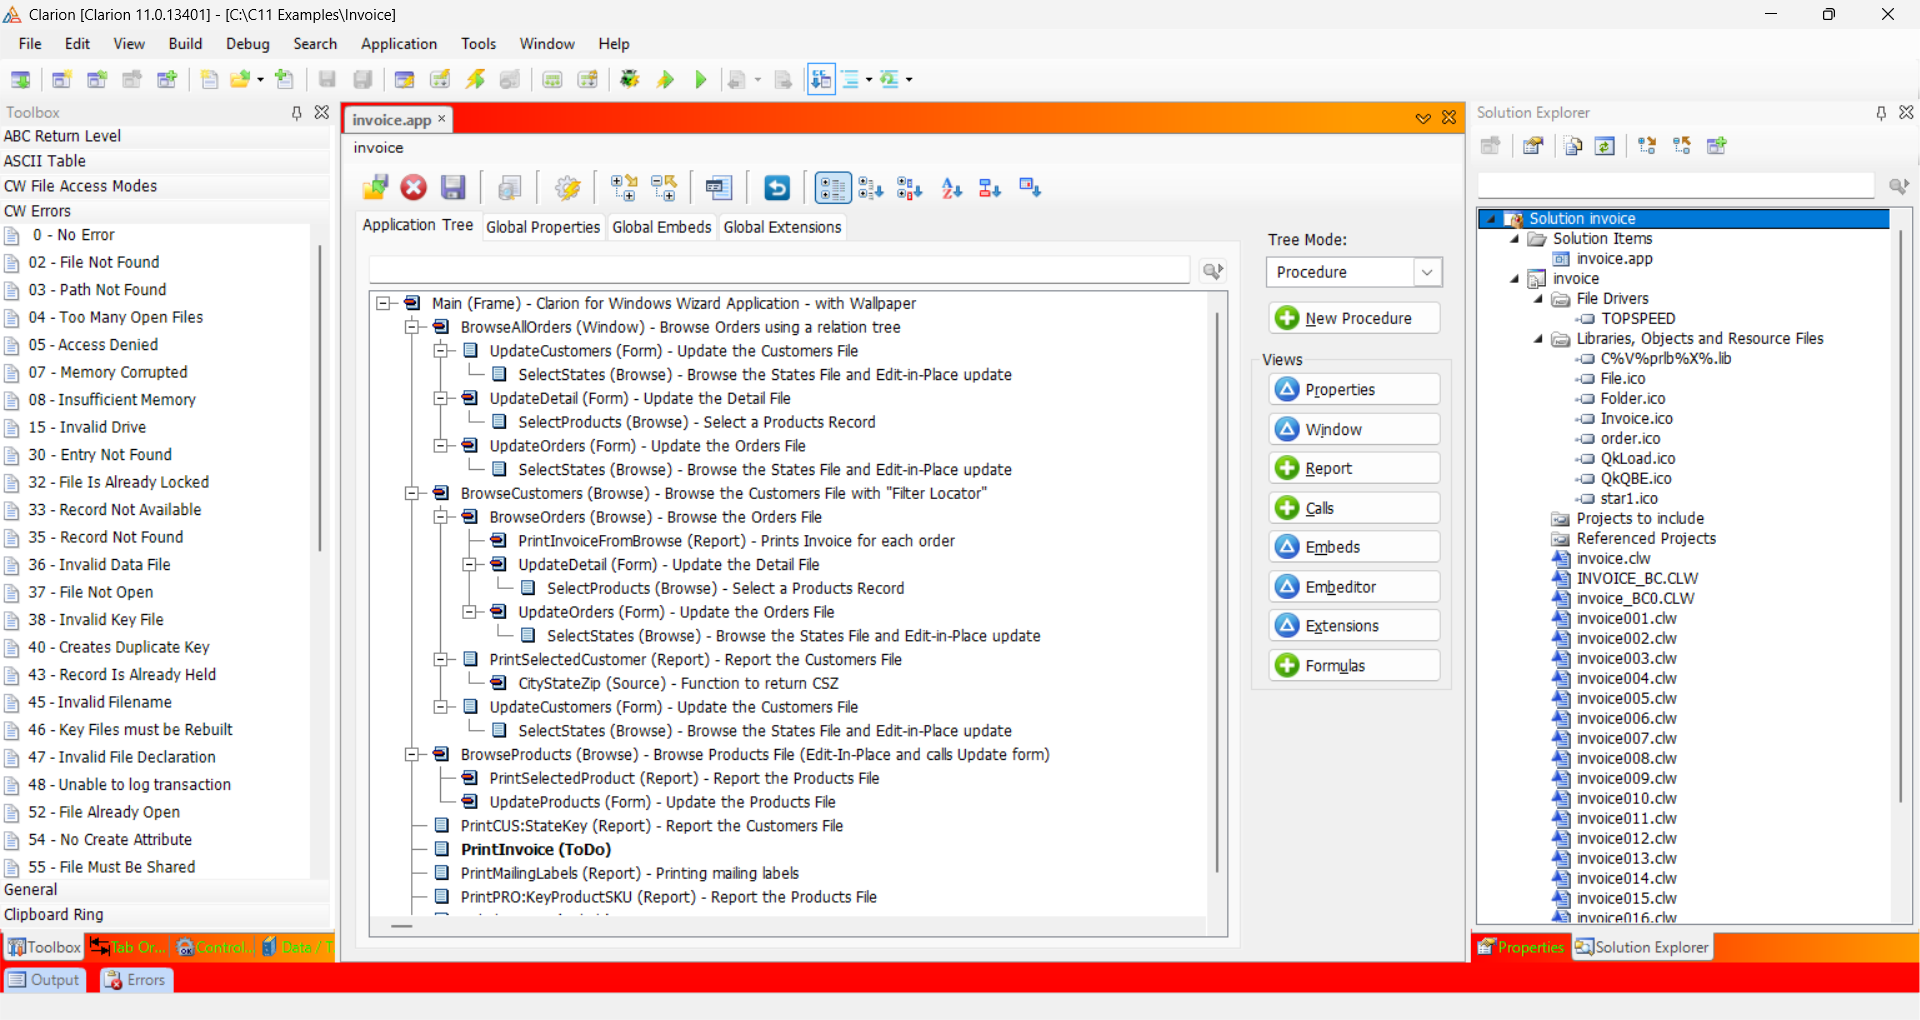 Clarion [Clarion 11.0.13401] - [C:\C11 Examples\Invoice]
File Edit View Build Debug Search Application Tools Window Help
Toolbox
ABC Return Level
ASCII Table
CW File Access Modes
CW Errors
0 - No Error
02 - File Not Found
03 - Path Not Found
04 - Too Many Open Files
05 - Access Denied
07 - Memory Corrupted
08 - Insufficient Memory
15 - Invalid Drive
30 - Entry Not Found
32 - File Is Already Locked
33 - Record Not Available
35 - Record Not Found
36 - Invalid Data File
37 - File Not Open
38 - Invalid Key File
40 - Creates Duplicate Key
43 - Record Is Already Held
45 - Invalid Filename
46 - Key Files must be Rebuilt
47 - Invalid File Declaration
48 - Unable to log transaction
52 - File Already Open
54 - No Create Attribute
55 - File Must Be Shared
General
Clipboard Ring
Toolbox Tab Or... Control... Data / T
Output Errors
invoice.app
invoice
Application Tree Global Properties Global Embeds Global Extensions
Main (Frame) - Clarion for Windows Wizard Application - with Wallpaper
BrowseAllOrders (Window) - Browse Orders using a relation tree
UpdateCustomers (Form) - Update the Customers File
SelectStates (Browse) - Browse the States File and Edit-in-Place update
UpdateDetail (Form) - Update the Detail File
SelectProducts (Browse) - Select a Products Record
UpdateOrders (Form) - Update the Orders File
SelectStates (Browse) - Browse the States File and Edit-in-Place update
BrowseCustomers (Browse) - Browse the Customers File with "Filter Locator"
BrowseOrders (Browse) - Browse the Orders File
PrintInvoiceFromBrowse (Report) - Prints Invoice for each order
UpdateDetail (Form) - Update the Detail File
SelectProducts (Browse) - Select a Products Record
UpdateOrders (Form) - Update the Orders File
SelectStates (Browse) - Browse the States File and Edit-in-Place update
PrintSelectedCustomer (Report) - Report the Customers File
CityStateZip (Source) - Function to return CSZ
UpdateCustomers (Form) - Update the Customers File
SelectStates (Browse) - Browse the States File and Edit-in-Place update
BrowseProducts (Browse) - Browse Products File (Edit-In-Place and calls Update form)
PrintSelectedProduct (Report) - Report the Products File
UpdateProducts (Form) - Update the Products File
PrintCUS:StateKey (Report) - Report the Customers File
PrintInvoice (ToDo)
PrintMailingLabels (Report) - Printing mailing labels
PrintPRO:KeyProductSKU (Report) - Report the Products File
Tree Mode:
Procedure
New Procedure
Views
Properties
Window
Report
Calls
Embeds
Embeditor
Extensions
Formulas
Solution Explorer
Solution invoice
Solution Items
invoice.app
invoice
File Drivers
TOPSPEED
Libraries, Objects and Resource Files
C%V%prlb%X%.lib
File.ico
Folder.ico
Invoice.ico
order.ico
QkLoad.ico
QkQBE.ico
star1.ico
Projects to include
Referenced Projects
invoice.clw
INVOICE_BC.CLW
invoice_BC0.CLW
invoice001.clw
invoice002.clw
invoice003.clw
invoice004.clw
invoice005.clw
invoice006.clw
invoice007.clw
invoice008.clw
invoice009.clw
invoice010.clw
invoice011.clw
invoice012.clw
invoice013.clw
invoice014.clw
invoice015.clw
invoice016.clw
Properties Solution Explorer